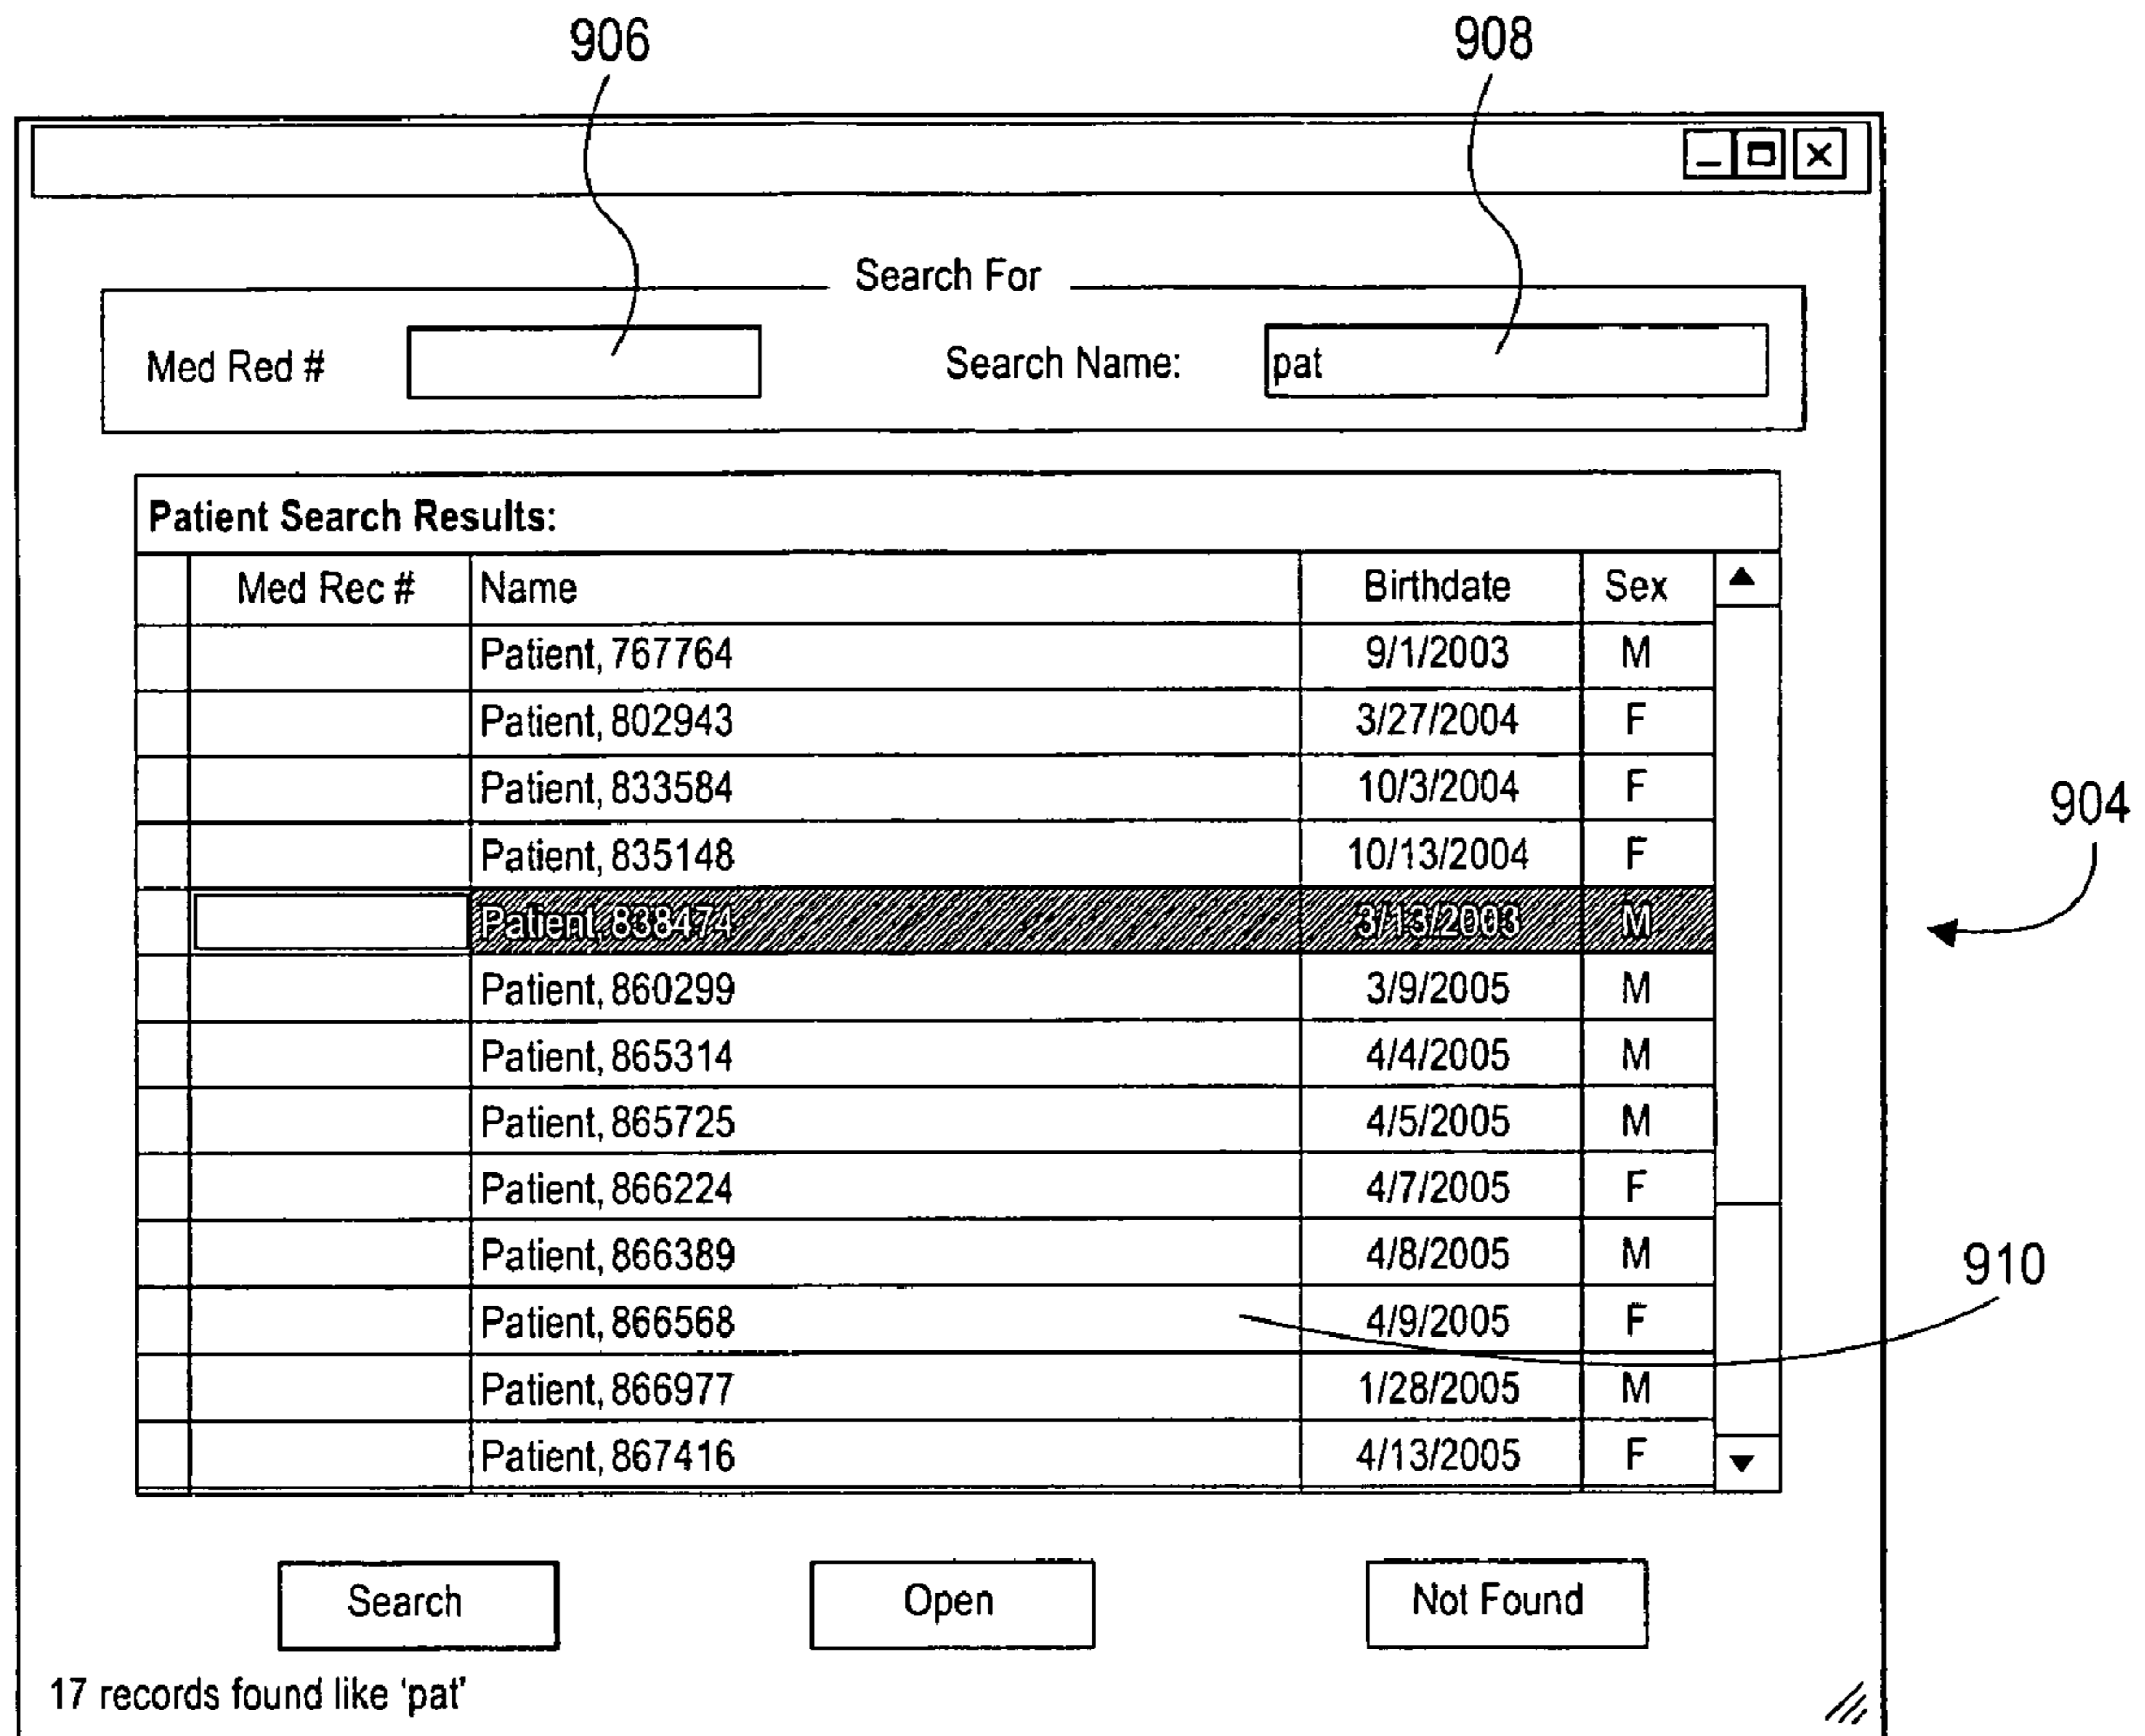 906 908
Search For
Med Red # Search Name: pat
Patient Search Results:
Med Rec # Name Birthdate Sex
Patient, 767764 9/1/2003 M
Patient, 802943 3/27/2004 F
Patient, 833584 10/3/2004 F
Patient, 835148 10/13/2004 F
904
Patient, 838474 3/13/2003 M
Patient, 860299 3/9/2005 M
Patient, 865314 4/4/2005 M
Patient, 865725 4/5/2005 M
Patient, 866224 4/7/2005 F
Patient, 866389 4/8/2005 M
910
Patient, 866568 4/9/2005 F
Patient, 866977 1/28/2005 M
Patient, 867416 4/13/2005 F
Search Open Not Found
17 records found like 'pat'